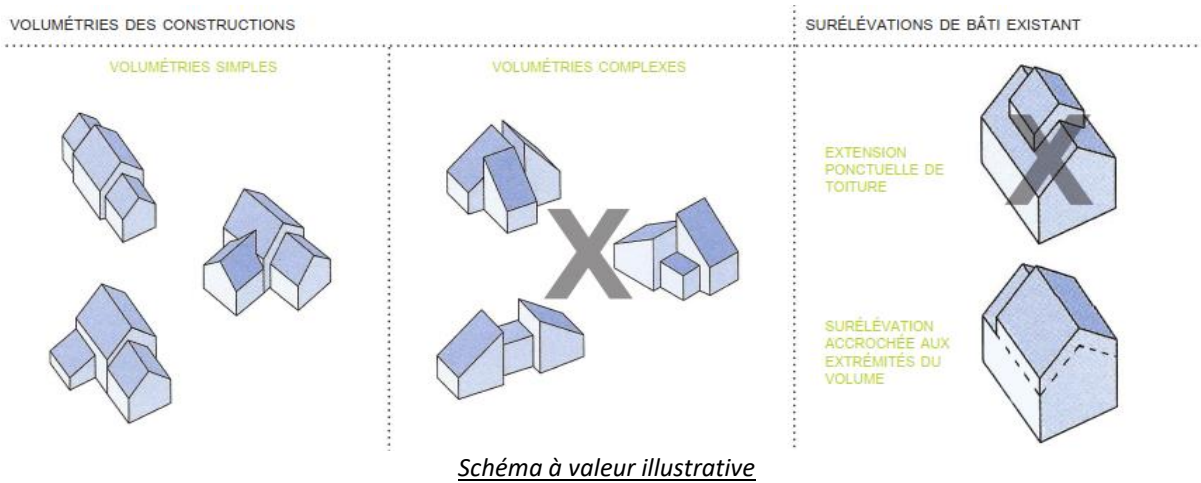 VOLUMÉTRIES DES CONSTRUCTIONS
SURÉLÉVATIONS DE BÂTI EXISTANT
VOLUMÉTRIES SIMPLES
VOLUMÉTRIES COMPLEXES
EXTENSION
PONCTUELLE DE
TOITURE
X
X
SURÉLÉVATION
ACCROCHÉE AUX
EXTRÉMITÉS DU
VOLUME
Schéma à valeur illustrative